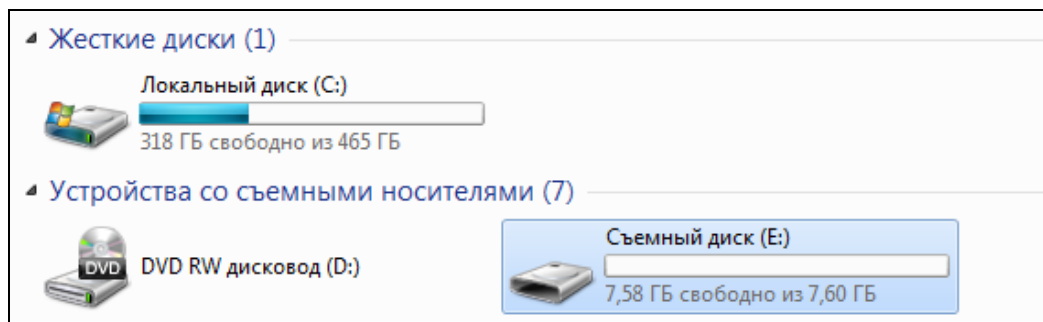 Жесткие диски (1)
Локальный диск (C:)
318 ГБ свободно из 465 ГБ
Устройства со съемными носителями (7)
DVD
DVD RW дисковод (D:)
Съемный диск (E:)
7,58 ГБ свободно из 7,60 ГБ